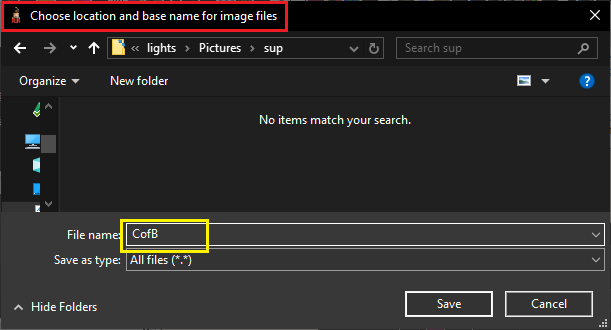 Choose location and base name for image files
« lights › Pictures › sup
Search sup
Organize
New folder
?
No items match your search.
File name: CofB
Save as type: All files (*.*)
Hide Folders
Save
Cancel